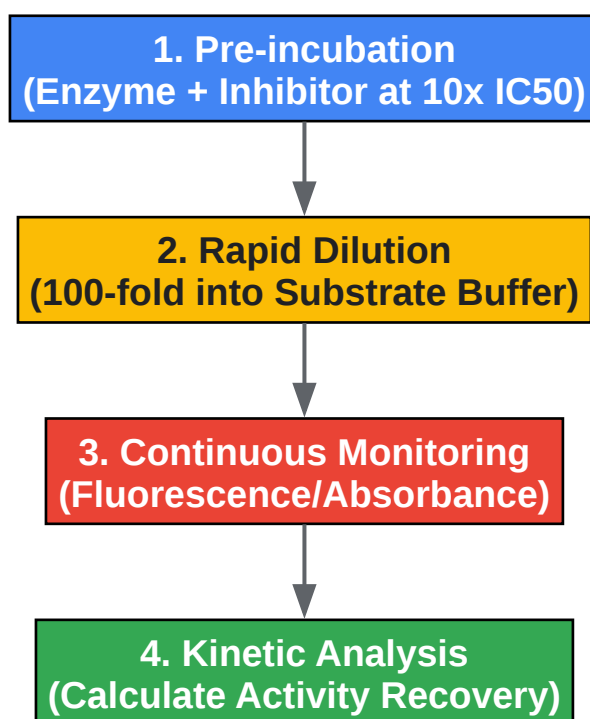 1. Pre-incubation
(Enzyme + Inhibitor at 10x IC50)
2. Rapid Dilution
(100-fold into Substrate Buffer)
3. Continuous Monitoring
(Fluorescence/Absorbance)
4. Kinetic Analysis
(Calculate Activity Recovery)